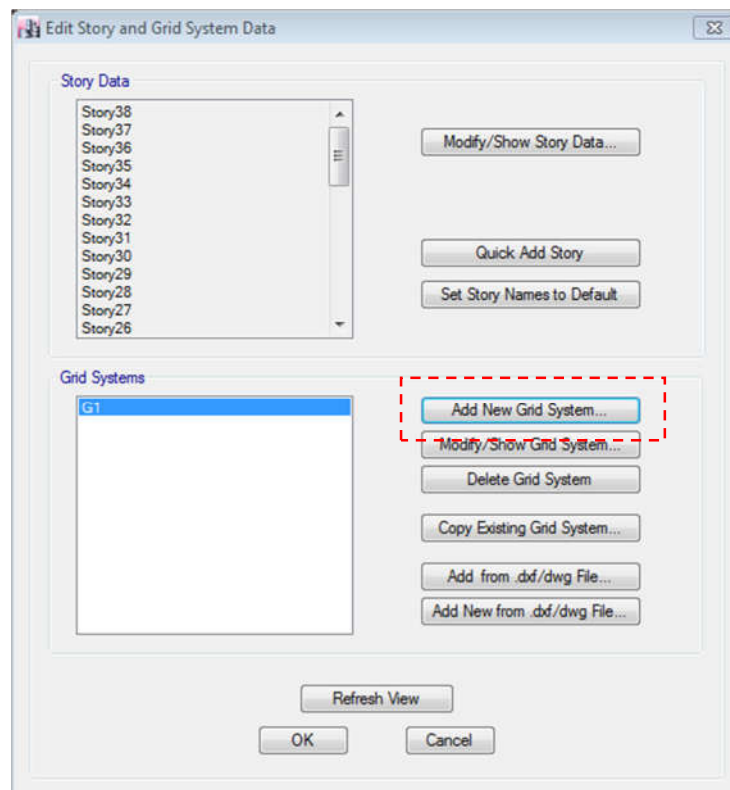 Edit Story and Grid System Data
Story Data
Story38
Story37
Story36
Story35
Story34
Story33
Story32
Story31
Story30
Story29
Story28
Story27
Story26
Modify/Show Story Data...
Quick Add Story
Set Story Names to Default
Grid Systems
G1
Add New Grid System...
Modify/Show Grid System...
Delete Grid System
Copy Existing Grid System...
Add from .dxf/dwg File...
Add New from .dxf/dwg File...
Refresh View
OK
Cancel